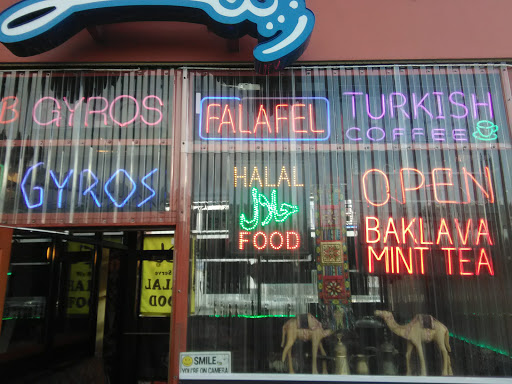 B GYROS
FALAFEL
TURKISH
COFFEE
GYROS
HALAL
حلال
FOOD
OPEN
BAKLAVA
MINT TEA
SMILE
YOU'RE ON CAMERA